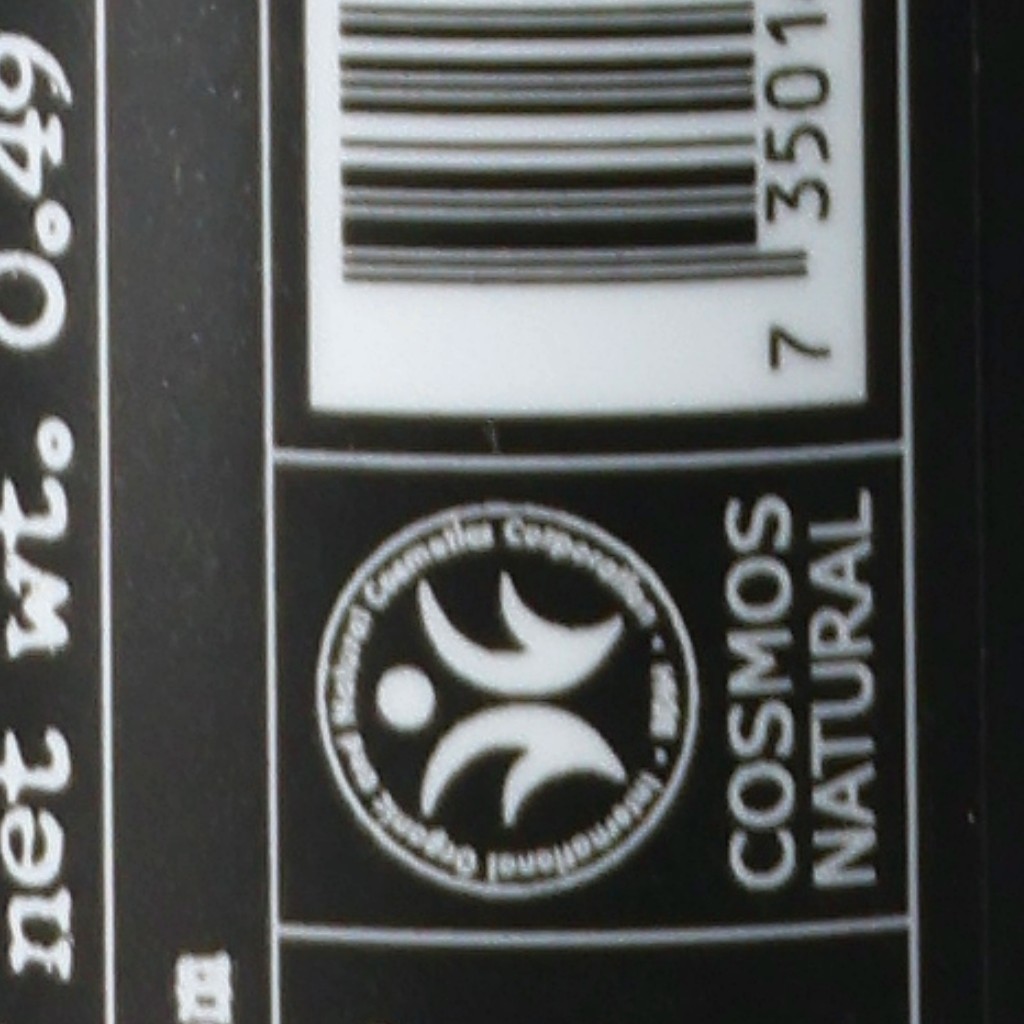 net wt. 0.49
7 3501
International Organic and Natural Cosmetics Corporation
COSMOS
NATURAL
m